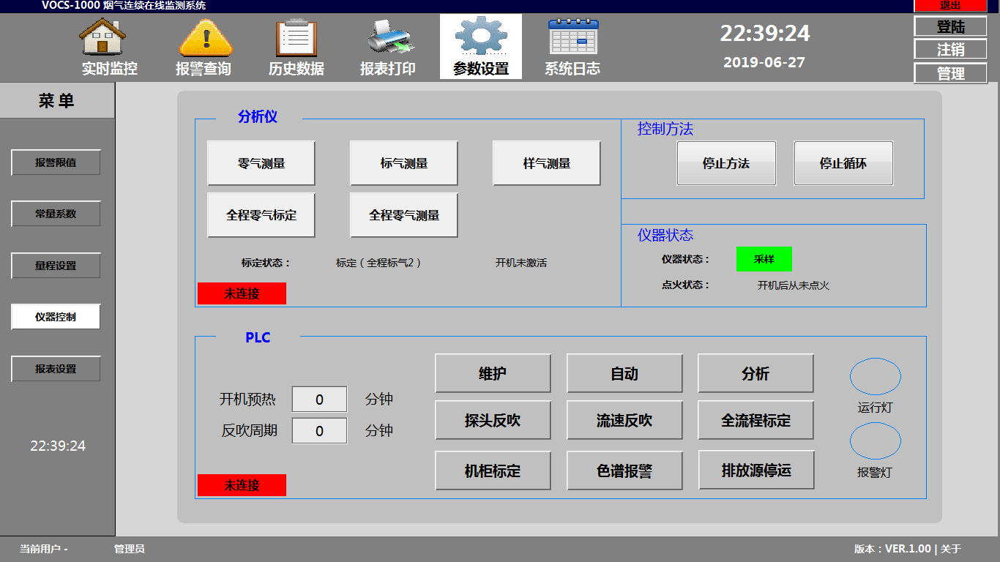 VOCS-1000 烟气连续在线监测系统
退出
实时监控
报警查询
历史数据
报表打印
参数设置
系统日志
22:39:24
2019-06-27
登陆
注销
管理
菜单
报警限值
常量系数
量程设置
仪器控制
报表设置
22:39:24
分析仪
零气测量
标气测量
样气测量
全程零气标定
全程零气测量
标定状态：
标定（全程标气2）
开机未激活
未连接
控制方法
停止方法
停止循环
仪器状态
仪器状态：
采样
点火状态：
开机后从未点火
PLC
开机预热
0
分钟
反吹周期
0
分钟
未连接
维护
自动
分析
探头反吹
流速反吹
全流程标定
机柜标定
色谱报警
排放源停运
运行灯
报警灯
当前用户 -
管理员
版本：VER.1.00 | 关于